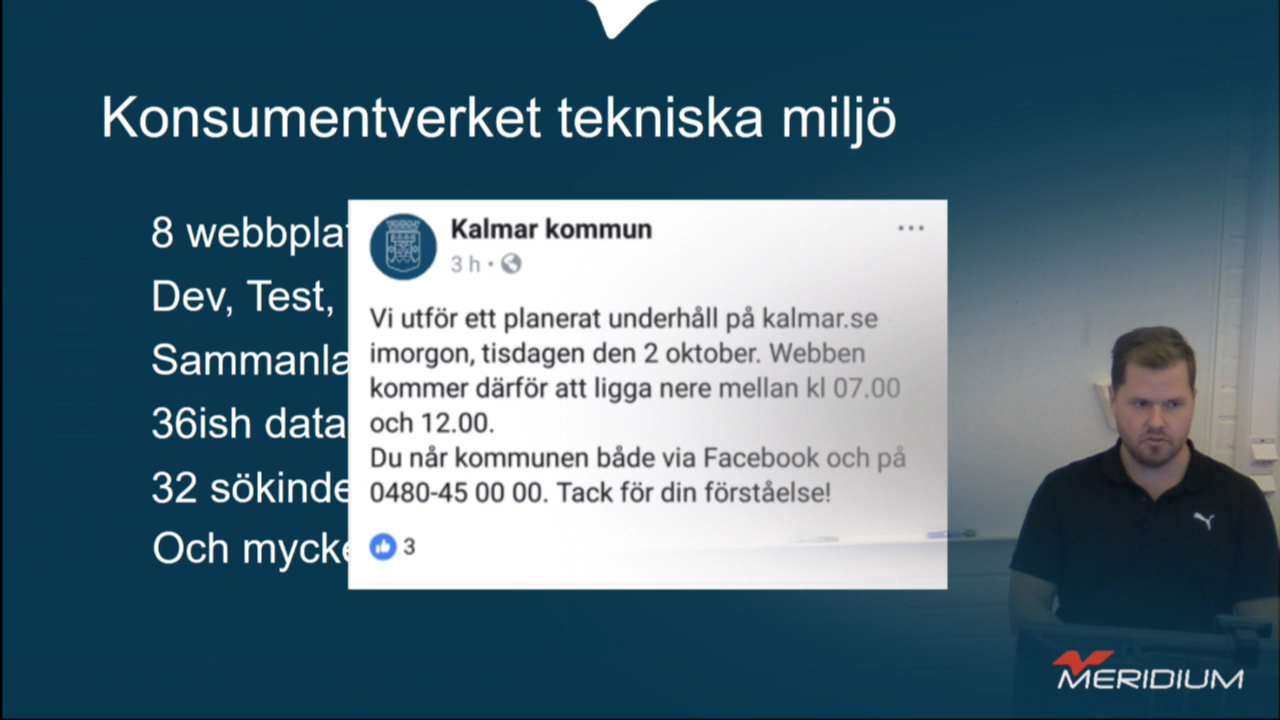 Konsumentverket tekniska miljö
8 webbplat
Dev, Test,
Sammanla
36ish data
32 sökinde
Och mycke
Kalmar kommun
3 h
Vi utför ett planerat underhåll på kalmar.se
imorgon, tisdagen den 2 oktober. Webben
kommer därför att ligga nere mellan kl 07.00
och 12.00.
Du når kommunen både via Facebook och på
0480-45 00 00. Tack för din förståelse!
3
MERIDIUM